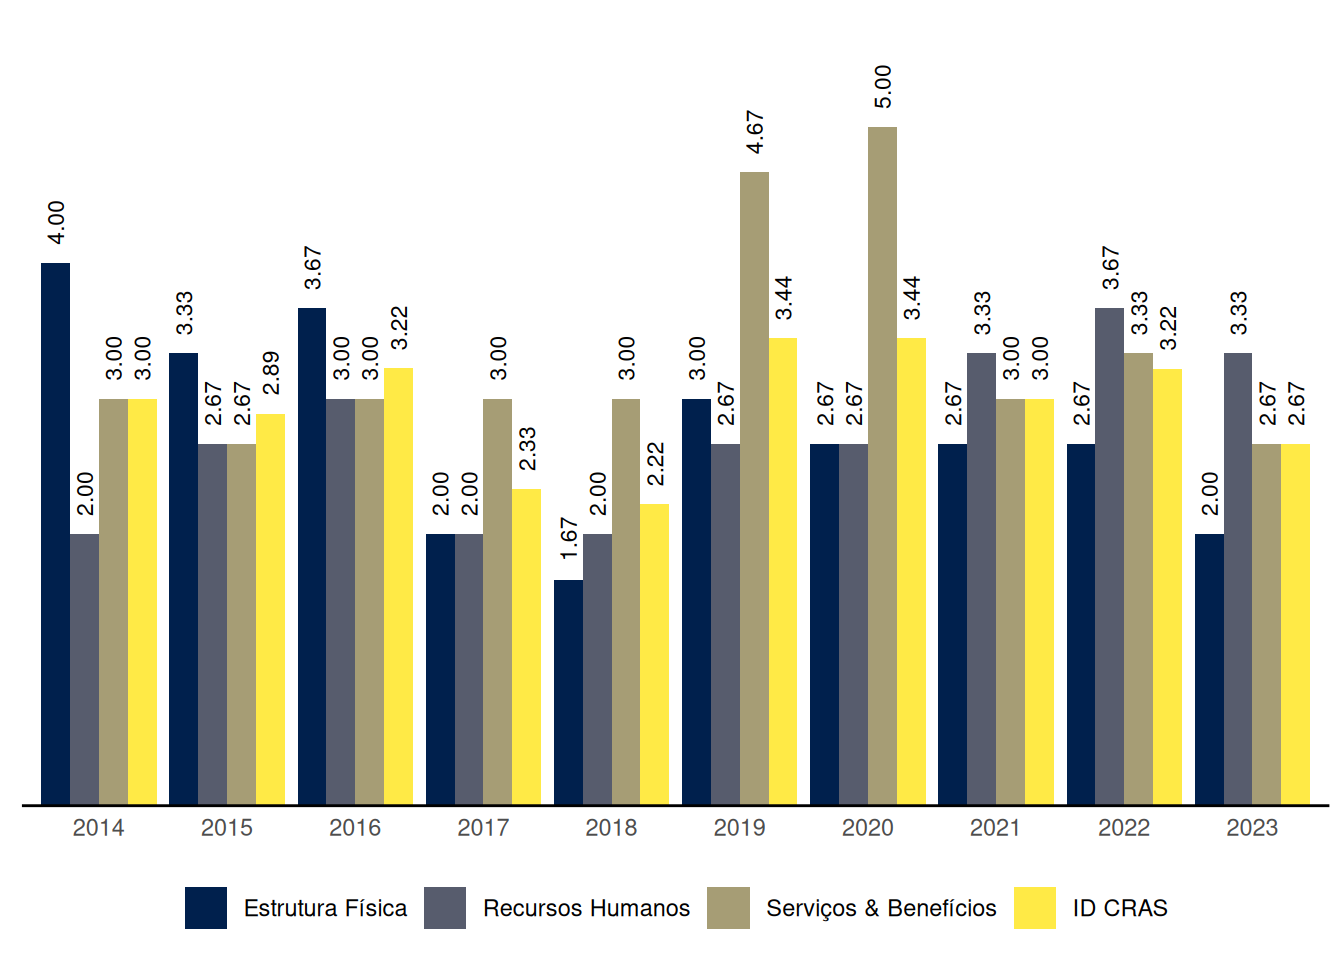 4.00 2.00 3.00 3.00
3.33 2.67 2.67 2.89
3.67 3.00 3.00 3.22
2.00 2.00 3.00 2.33
1.67 2.00 3.00 2.22
3.00 2.67 4.67 3.44
2.67 2.67 5.00 3.44
2.67 3.33 3.00 3.00
2.67 3.67 3.33 3.22
2.00 3.33 2.67 2.67
2014 2015 2016 2017 2018 2019 2020 2021 2022 2023
Estrutura Física Recursos Humanos Serviços & Benefícios ID CRAS